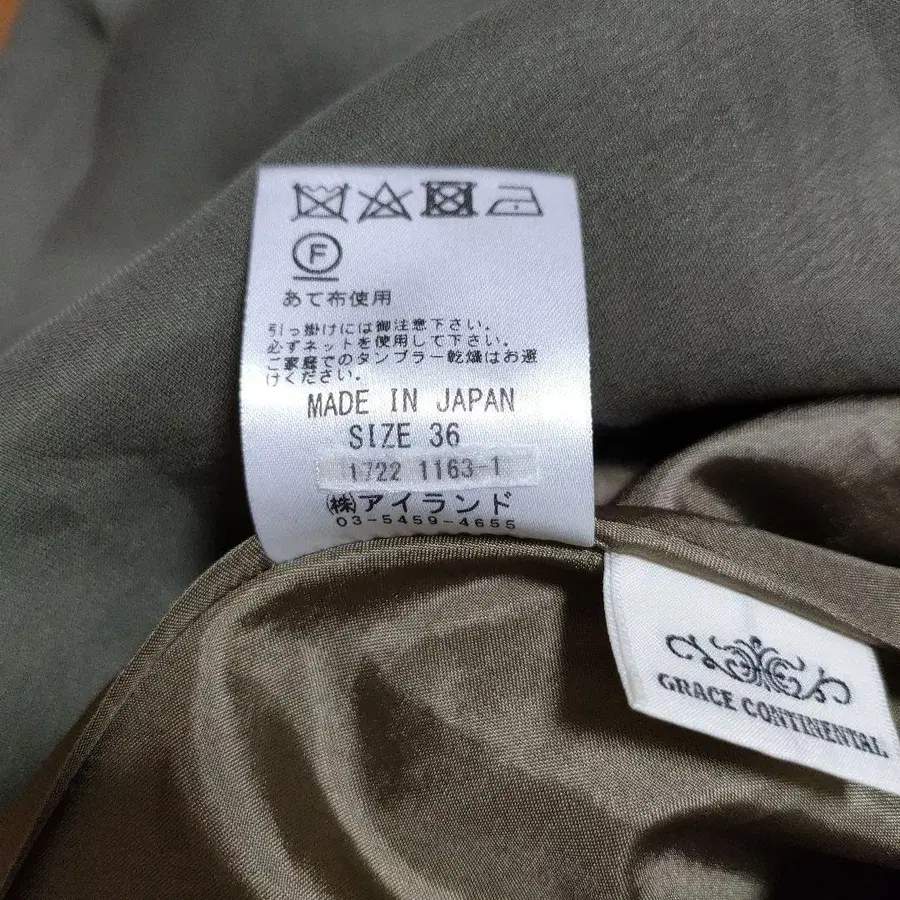 F
あて布使用
引っ掛けには御注意下さい。
必ずネットを使用して下さい。
ご家庭でのタンブラー乾燥はお避
けください。
MADE IN JAPAN
SIZE 36
1722 1163-1
㈱アイランド
03-5459-4655
GRACE CONTINENTAL